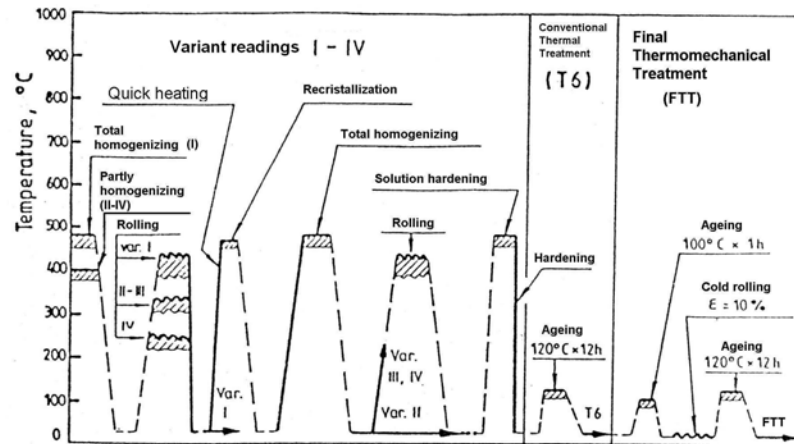 1000
900
800
700
600
500
400
300
200
100
0
Temperature, °C
Variant readings I - IV
Quick heating
Recristallization
Total
homogenizing (I)
Partly
homogenizing
(II-IV)
Rolling
var. I
II-III
IV
Var.
I
Total homogenizing
Solution hardening
Rolling
Var.
III, IV
Var. II
Hardening
Conventional
Thermal
Treatment
(T6)
Ageing
120°C×12h
T6
Final
Thermomechanical
Treatment
(FTT)
Ageing
100°C × 1h
Cold rolling
ε = 10%
Ageing
120°C × 12h
FTT